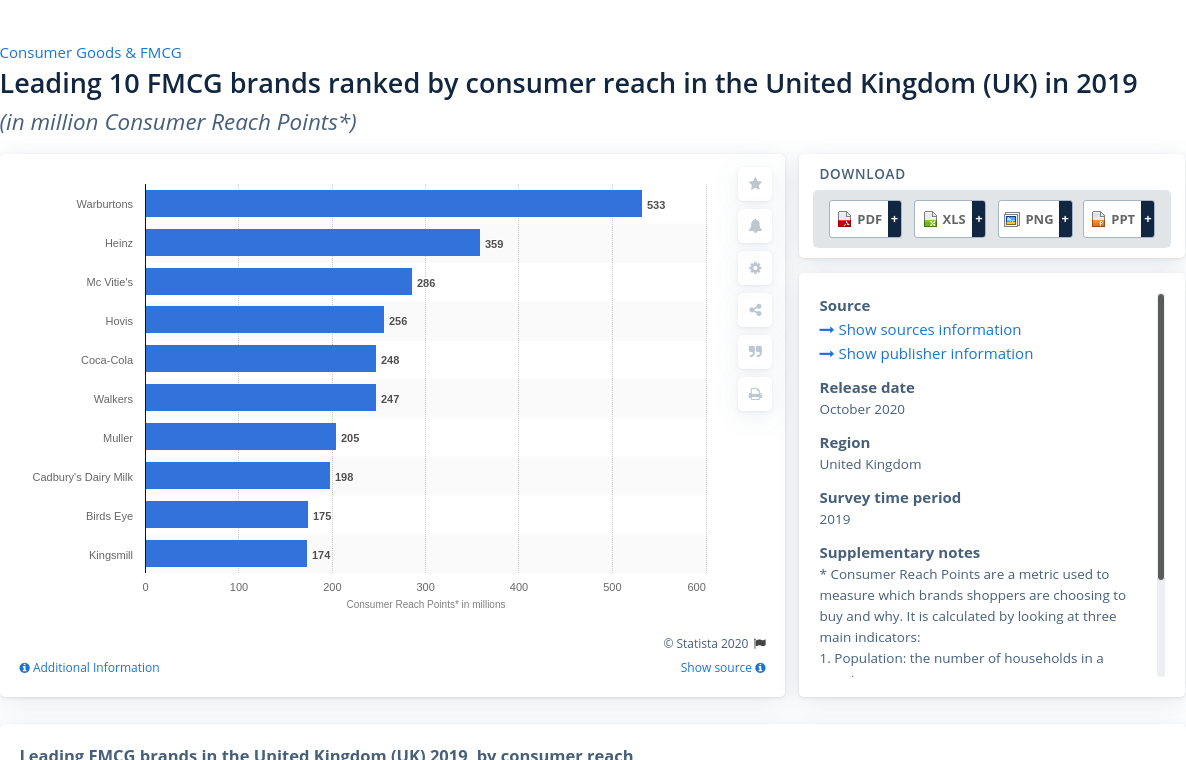 Consumer Goods & FMCG
Leading 10 FMCG brands ranked by consumer reach in the United Kingdom (UK) in 2019
(in million Consumer Reach Points*)
Warburtons 533
Heinz 359
Mc Vitie's 286
Hovis 256
Coca-Cola 248
Walkers 247
Muller 205
Cadbury's Dairy Milk 198
Birds Eye 175
Kingsmill 174
0 100 200 300 400 500 600
Consumer Reach Points* in millions
© Statista 2020
Additional Information
Show source
DOWNLOAD
PDF + XLS + PNG + PPT +
Source
Show sources information
Show publisher information
Release date
October 2020
Region
United Kingdom
Survey time period
2019
Supplementary notes
* Consumer Reach Points are a metric used to
measure which brands shoppers are choosing to
buy and why. It is calculated by looking at three
main indicators:
1. Population: the number of households in a
Leading FMCG brands in the United Kingdom (UK) 2019, by consumer reach